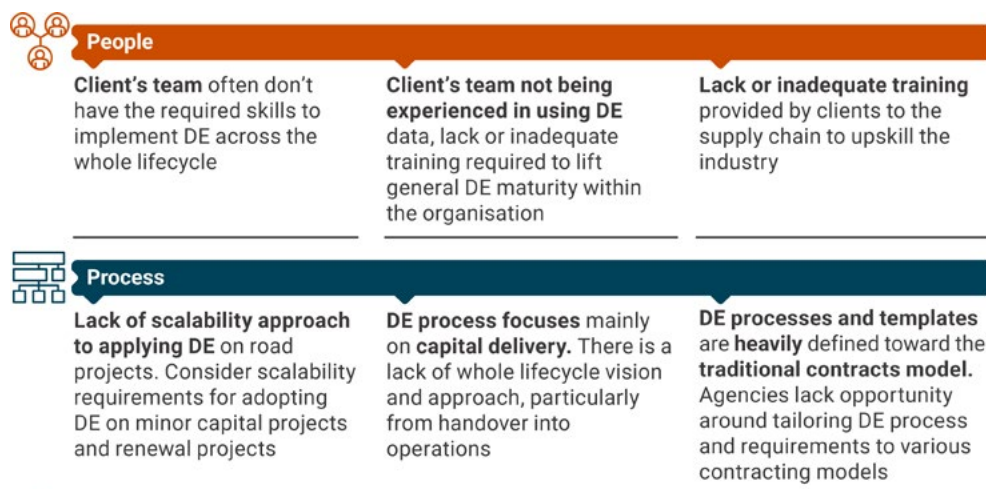 People
Client's team often don't
have the required skills to
implement DE across the
whole lifecycle
Client's team not being
experienced in using DE
data, lack or inadequate
training required to lift
general DE maturity within
the organisation
Lack or inadequate training
provided by clients to the
supply chain to upskill the
industry
Process
Lack of scalability approach
to applying DE on road
projects. Consider scalability
requirements for adopting
DE on minor capital projects
and renewal projects
DE process focuses mainly
on capital delivery. There is a
lack of whole lifecycle vision
and approach, particularly
from handover into
operations
DE processes and templates
are heavily defined toward the
traditional contracts model.
Agencies lack opportunity
around tailoring DE process
and requirements to various
contracting models